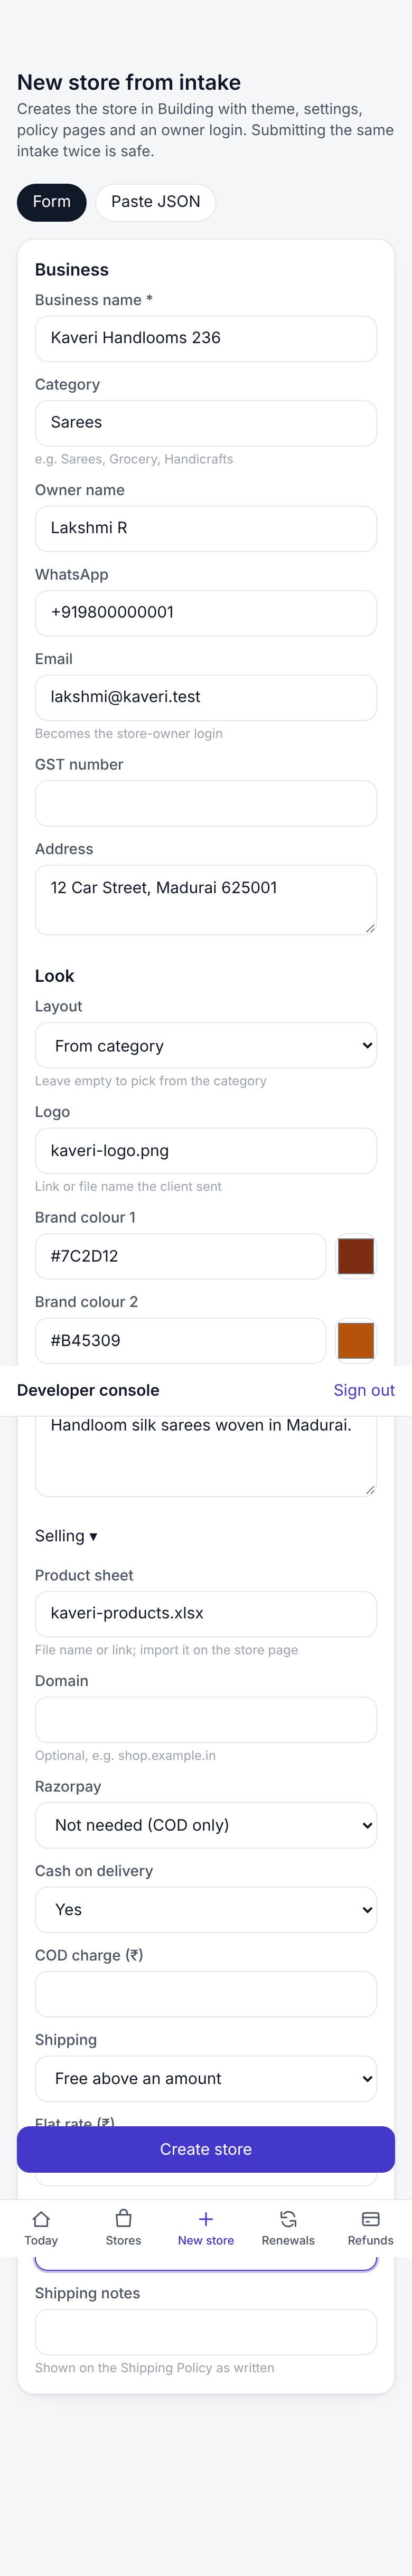 New store from intake
Creates the store in Building with theme, settings,
policy pages and an owner login. Submitting the same
intake twice is safe.
Form
Paste JSON
Business
Business name *
Kaveri Handlooms 236
Category
Sarees
e.g. Sarees, Grocery, Handicrafts
Owner name
Lakshmi R
WhatsApp
+919800000001
Email
lakshmi@kaveri.test
Becomes the store-owner login
GST number
Address
12 Car Street, Madurai 625001
Look
Layout
From category
Leave empty to pick from the category
Logo
kaveri-logo.png
Link or file name the client sent
Brand colour 1
#7C2D12
Brand colour 2
#B45309
Developer console
Sign out
Handloom silk sarees woven in Madurai.
Selling ▾
Product sheet
kaveri-products.xlsx
File name or link; import it on the store page
Domain
Optional, e.g. shop.example.in
Razorpay
Not needed (COD only)
Cash on delivery
Yes
COD charge (₹)
Shipping
Free above an amount
Flat rate (₹)
Create store
Today
Stores
New store
Renewals
Refunds
Shipping notes
Shown on the Shipping Policy as written